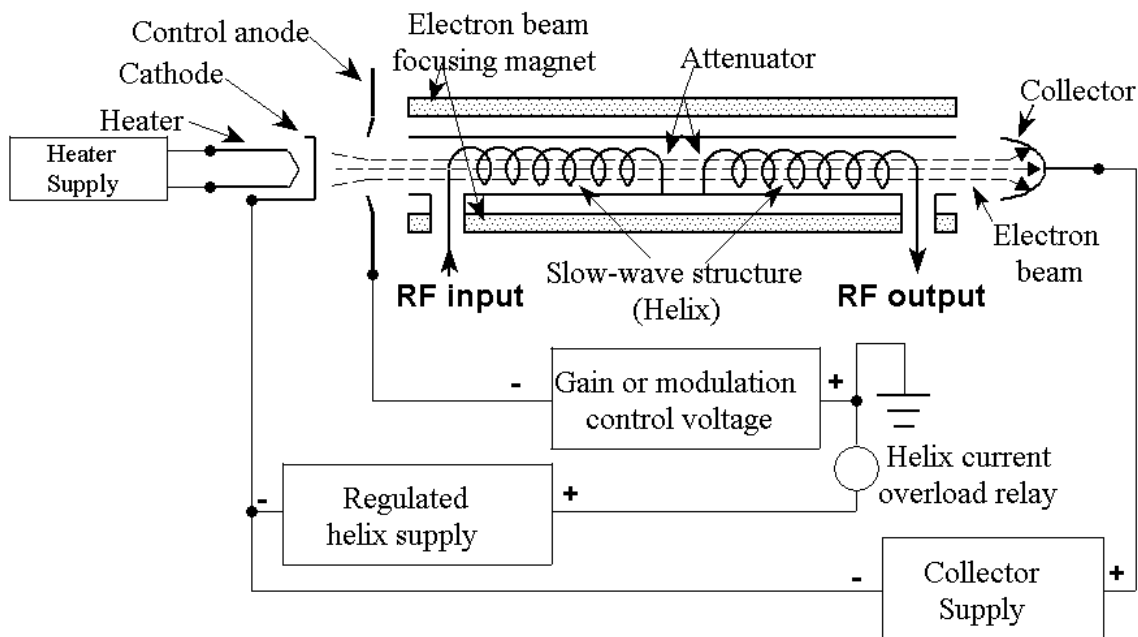 Control anode
Cathode
Heater
Heater
Supply
Electron beam
focusing magnet
Attenuator
Collector
Electron
beam
RF input
Slow-wave structure
(Helix)
RF output
- Gain or modulation +
control voltage
Helix current
overload relay
- Regulated +
helix supply
- Collector +
Supply